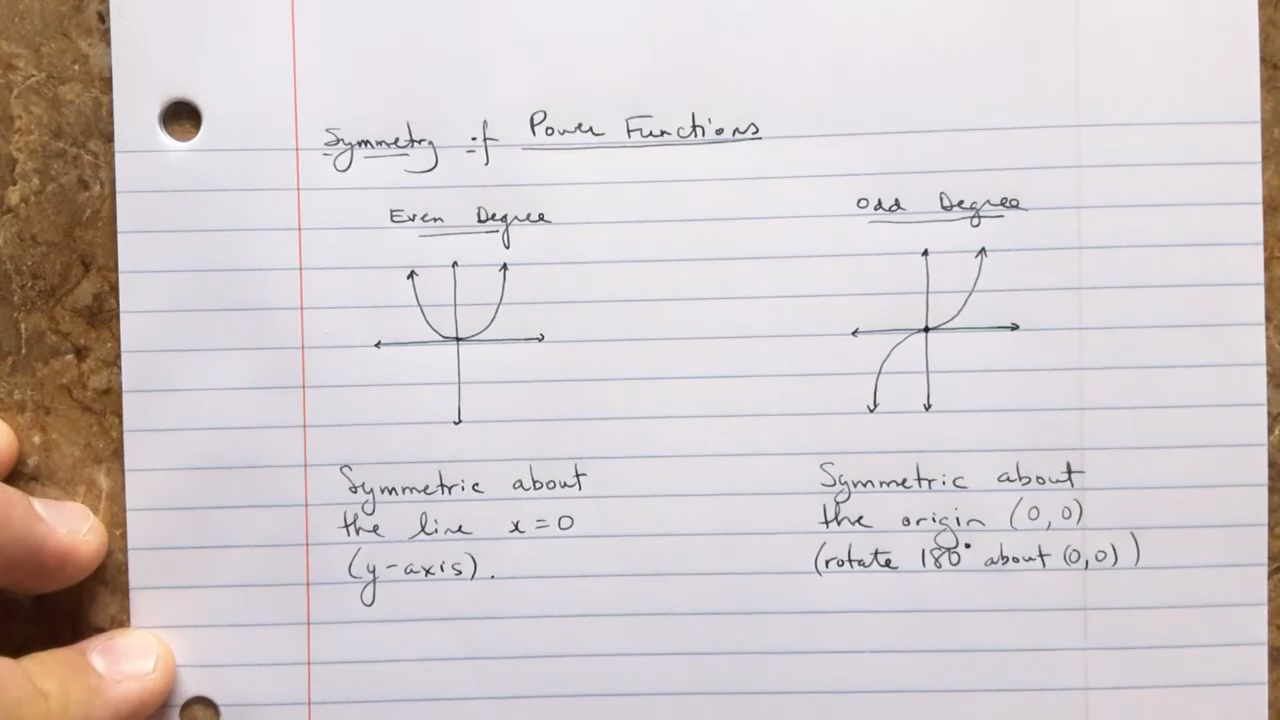 Symmetry of Power Functions
Even Degree
Odd Degree
Symmetric about
the line x=0
(y-axis).
Symmetric about
the origin (0,0)
(rotate 180° about (0,0))